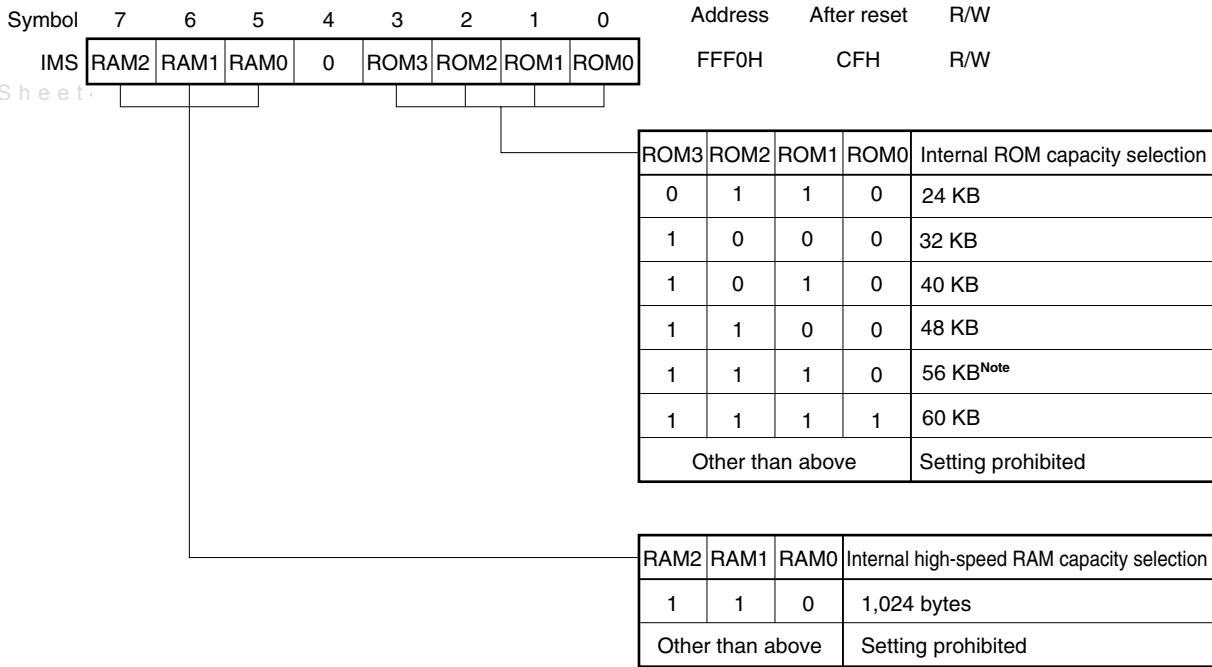 Symbol 7 6 5 4 3 2 1 0 Address After reset R/W
IMS RAM2 RAM1 RAM0 0 ROM3 ROM2 ROM1 ROM0 FFF0H CFH R/W
Sheet
ROM3 ROM2 ROM1 ROM0 Internal ROM capacity selection
0 1 1 0 24 KB
1 0 0 0 32 KB
1 0 1 0 40 KB
1 1 0 0 48 KB
1 1 1 0 56 KBNote
1 1 1 1 60 KB
Other than above Setting prohibited
RAM2 RAM1 RAM0 Internal high-speed RAM capacity selection
1 1 0 1,024 bytes
Other than above Setting prohibited